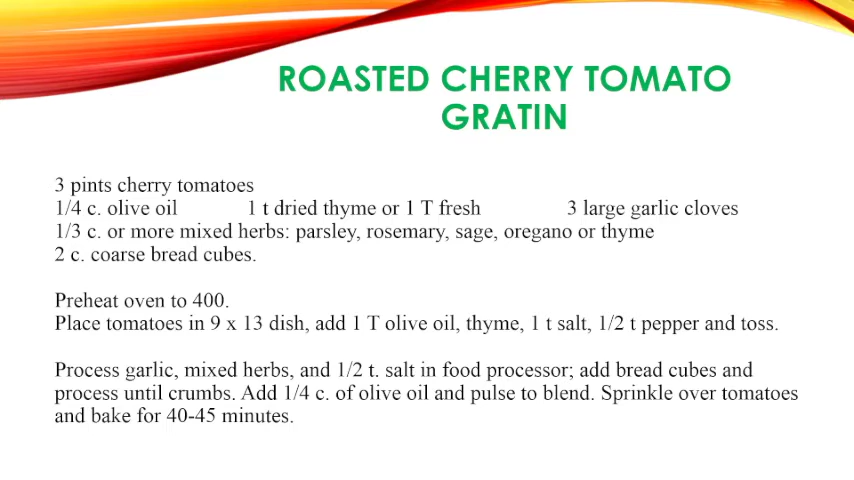 ROASTED CHERRY TOMATO
GRATIN
3 pints cherry tomatoes
1/4 c. olive oil 1 t dried thyme or 1 T fresh 3 large garlic cloves
1/3 c. or more mixed herbs: parsley, rosemary, sage, oregano or thyme
2 c. coarse bread cubes.
Preheat oven to 400.
Place tomatoes in 9 x 13 dish, add 1 T olive oil, thyme, 1 t salt, 1/2 t pepper and toss.
Process garlic, mixed herbs, and 1/2 t. salt in food processor; add bread cubes and
process until crumbs. Add 1/4 c. of olive oil and pulse to blend. Sprinkle over tomatoes
and bake for 40-45 minutes.